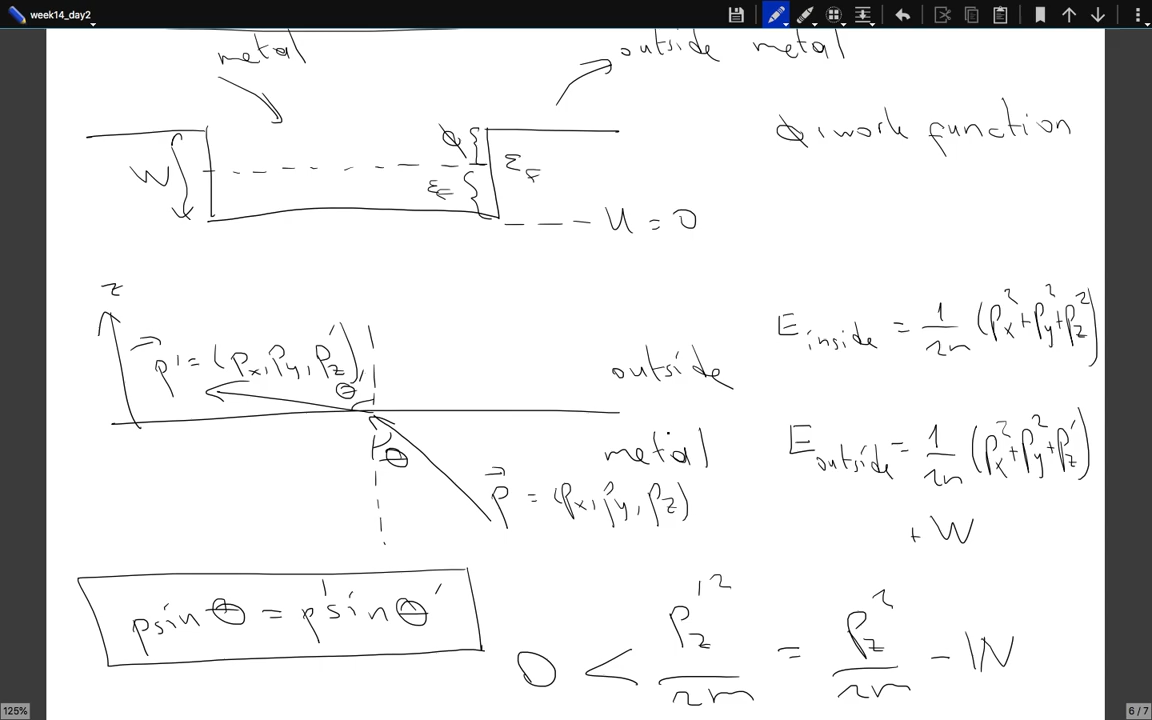 week14_day2
metal
outside metal
ϕ : work function
W
ϕ
ε_F
ε_F
U = 0
z
p⃗' = (p_x, p_y, p_z')
θ'
outside
E_inside = 1/2m (p_x² + p_y² + p_z²)
θ
metal
p⃗ = (p_x, p_y, p_z)
E_outside = 1/2m (p_x² + p_y² + p_z')
+ W
p sin θ = p' sin θ'
0 < p_z'²/2m = p_z²/2m - W
125%
6 / 7